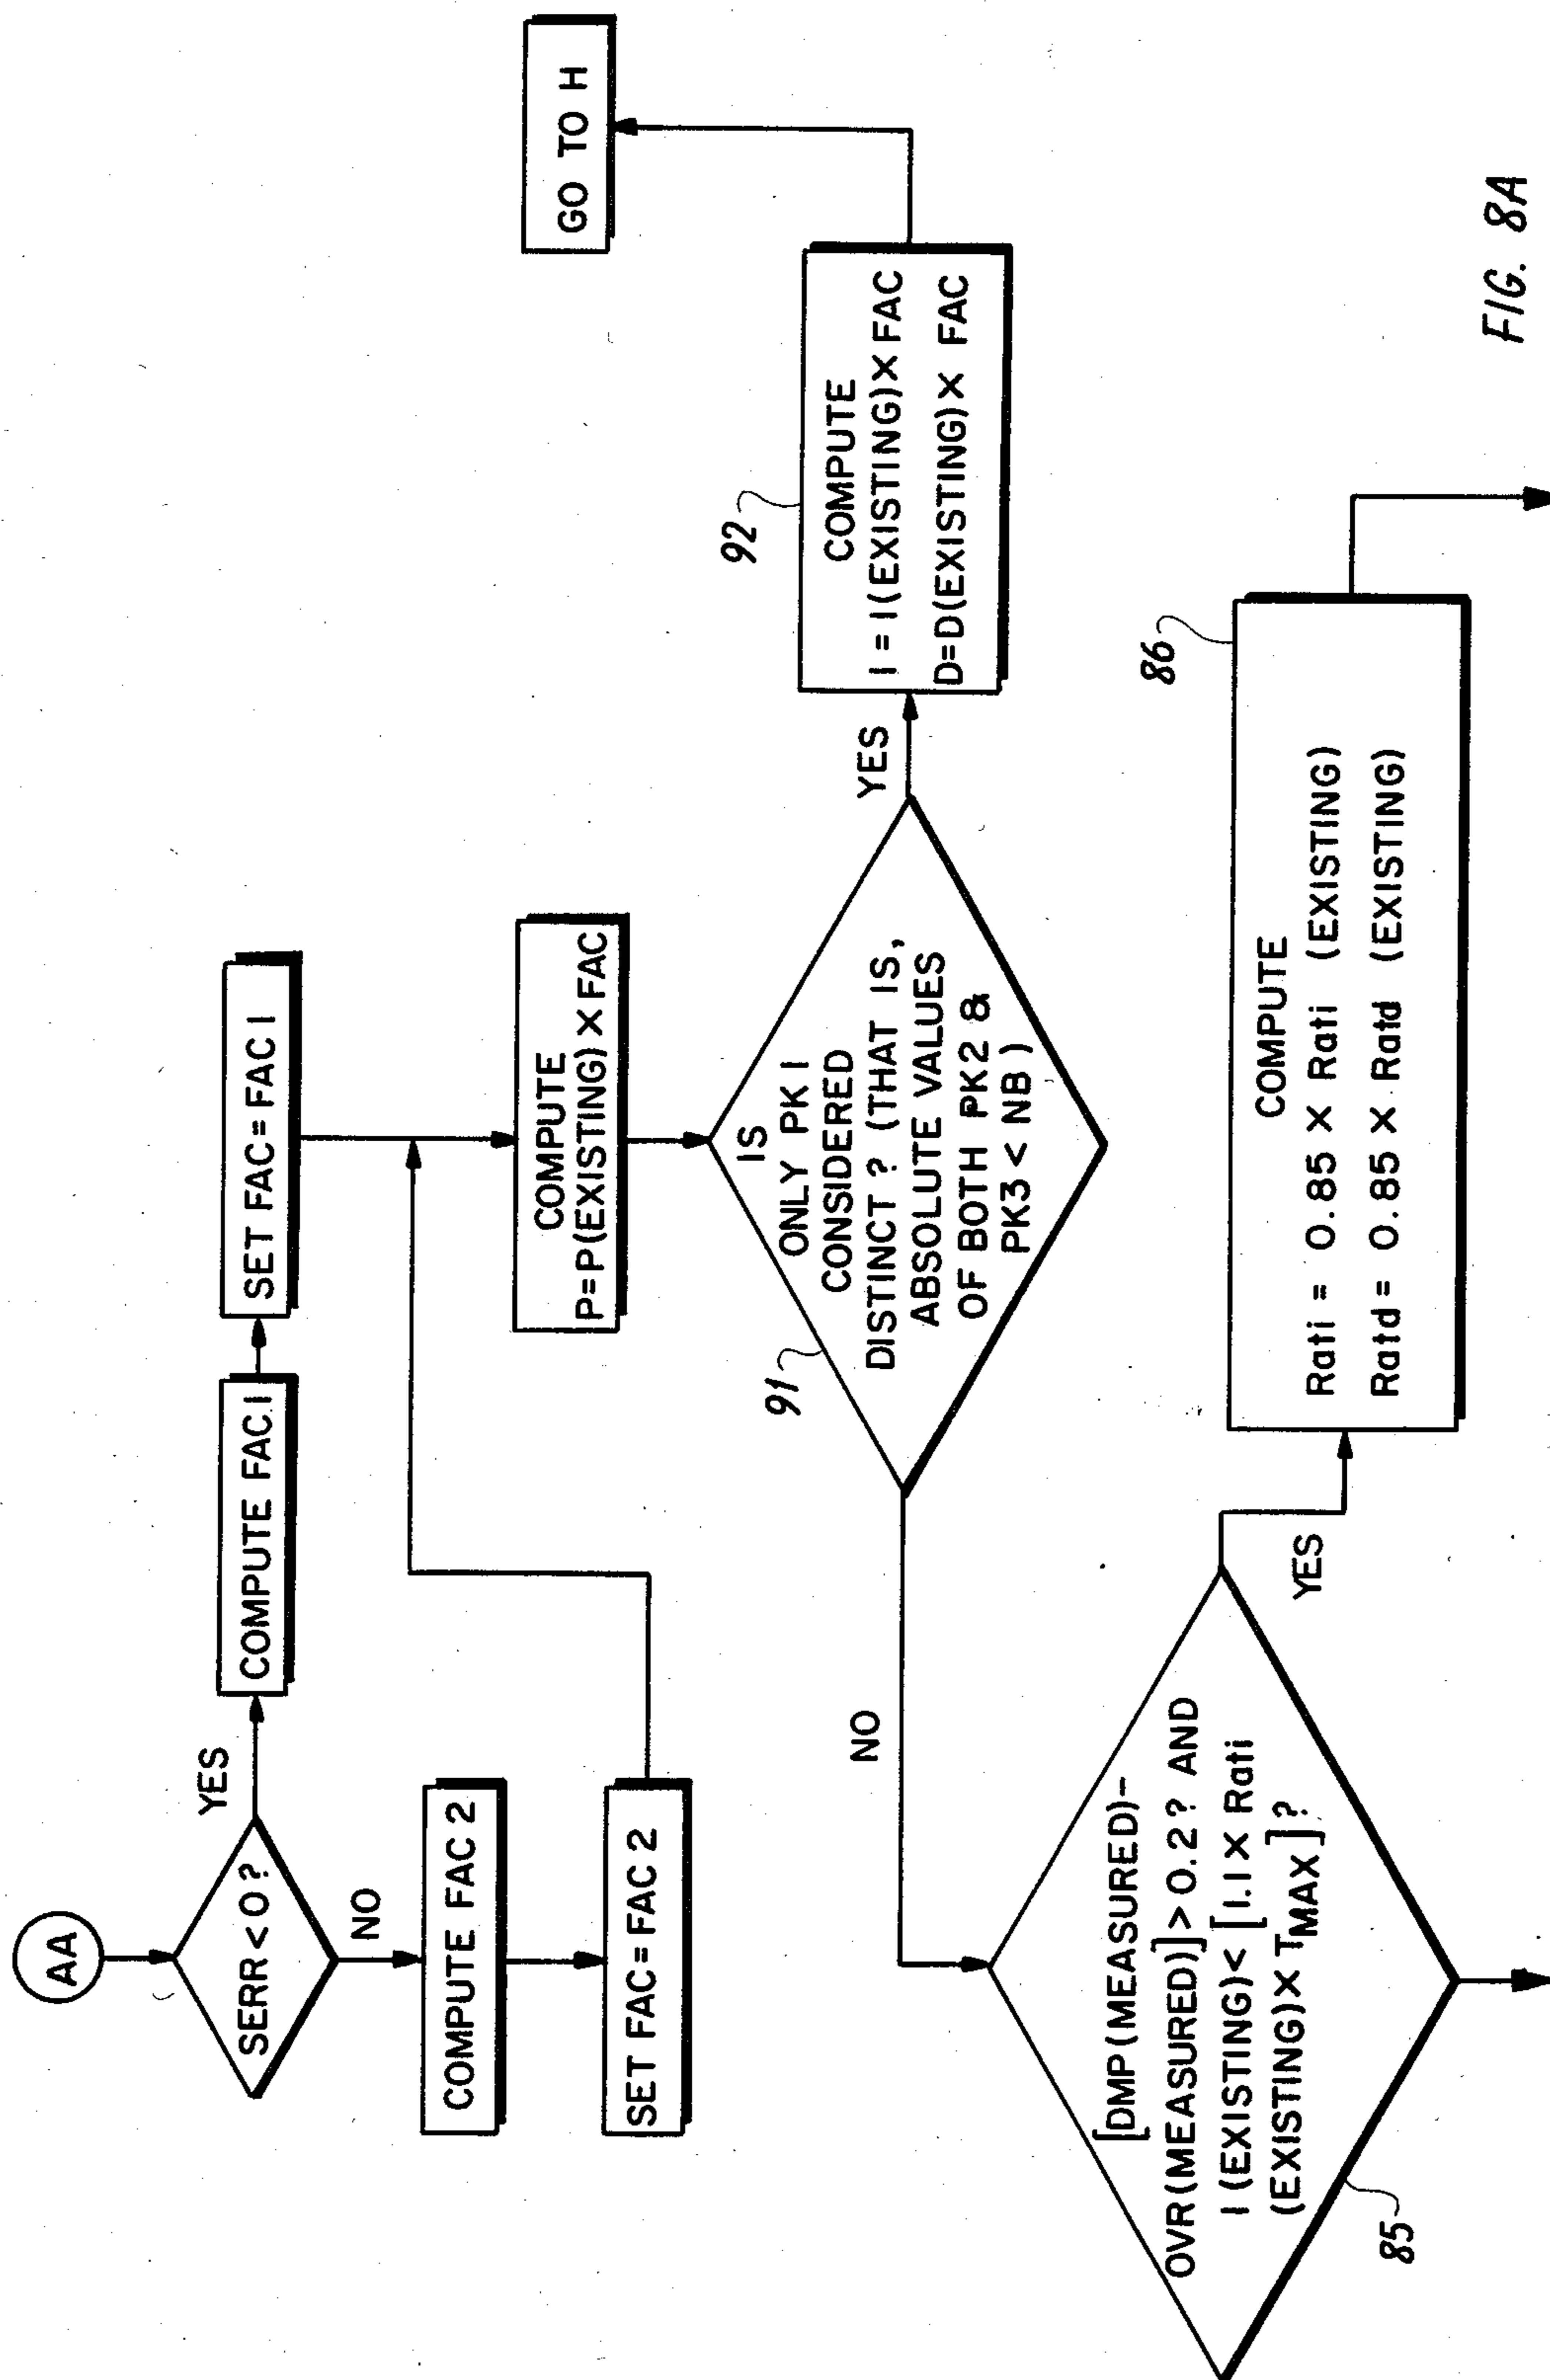 AA
SERR < 0 ?
YES
COMPUTE FAC 1
SET FAC = FAC 1
NO
COMPUTE FAC 2
SET FAC = FAC 2
COMPUTE
P=P(EXISTING) X FAC
GO TO H
91
IS
ONLY PK 1
CONSIDERED
DISTINCT ? (THAT IS,
ABSOLUTE VALUES
OF BOTH PK2 &
PK3 < NB )
YES
92
COMPUTE
I = I(EXISTING) X FAC
D=D(EXISTING) X FAC
NO
[DMP (MEASURED)–
OVR(MEASURED)] > 0.2 ? AND
I (EXISTING) < [1.1 X Rati
(EXISTING) X TMAX] ?
85
YES
86
COMPUTE
Rati = 0.85 X Rati (EXISTING)
Ratd = 0.85 X Ratd (EXISTING)
FIG. 8A